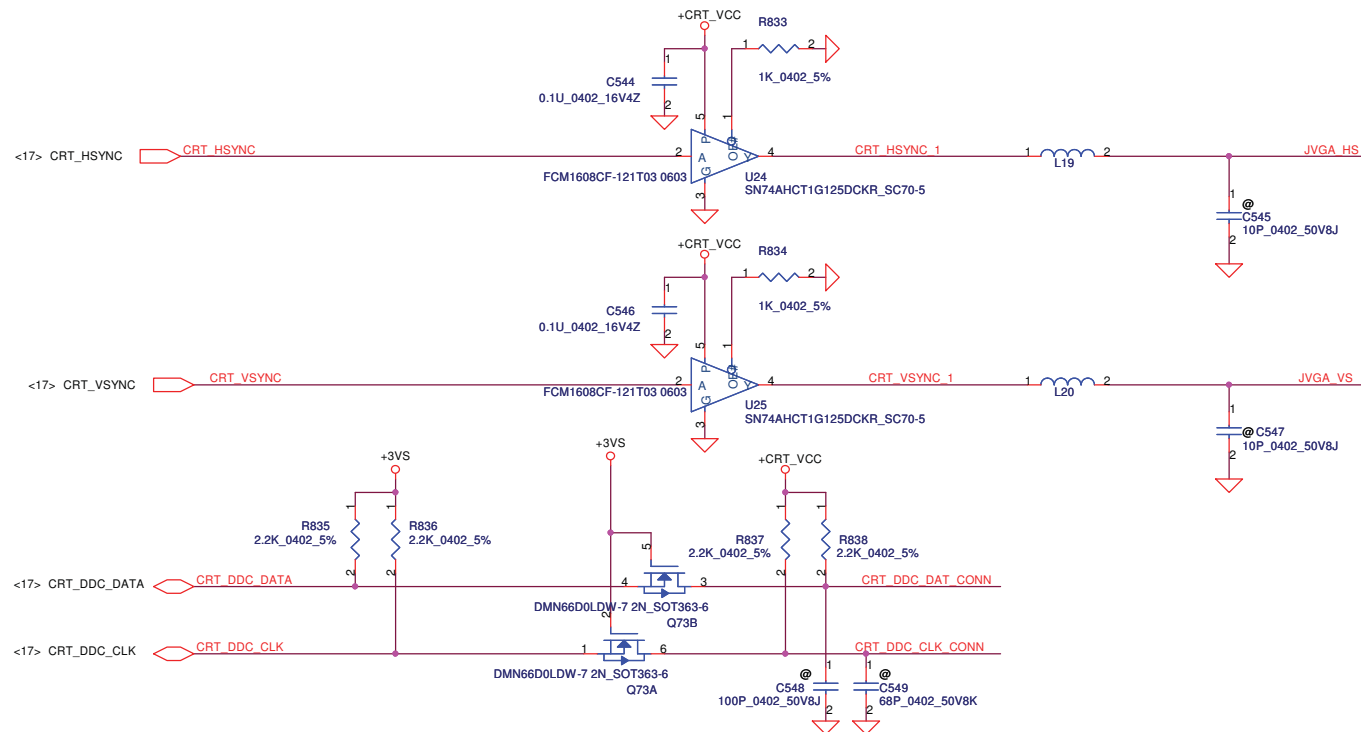 +CRT_VCC
R833
1
2
1K_0402_5%
1
C544
0.1U_0402_16V4Z
2
5
1
<17> CRT_HSYNC
CRT_HSYNC
2
P
A
G
Y
4
CRT_HSYNC_1
1
L19
2
JVGA_HS
3
FCM1608CF-121T03 0603
U24
SN74AHCT1G125DCKR_SC70-5
1
@
C545
10P_0402_50V8J
2
+CRT_VCC
R834
1
2
1K_0402_5%
1
C546
0.1U_0402_16V4Z
2
5
1
<17> CRT_VSYNC
CRT_VSYNC
2
P
A
G
Y
4
CRT_VSYNC_1
1
L20
2
JVGA_VS
3
FCM1608CF-121T03 0603
U25
SN74AHCT1G125DCKR_SC70-5
1
@
C547
10P_0402_50V8J
2
+3VS
+3VS
+CRT_VCC
1
R835
2.2K_0402_5%
2
1
R836
2.2K_0402_5%
2
1
R837
2.2K_0402_5%
2
1
R838
2.2K_0402_5%
2
5
<17> CRT_DDC_DATA
CRT_DDC_DATA
4
3
CRT_DDC_DAT_CONN
DMN66D0LDW-7 2N_SOT363-6
Q73B
2
<17> CRT_DDC_CLK
CRT_DDC_CLK
1
6
CRT_DDC_CLK_CONN
DMN66D0LDW-7 2N_SOT363-6
Q73A
1
@
C548
100P_0402_50V8J
2
1
@
C549
68P_0402_50V8K
2